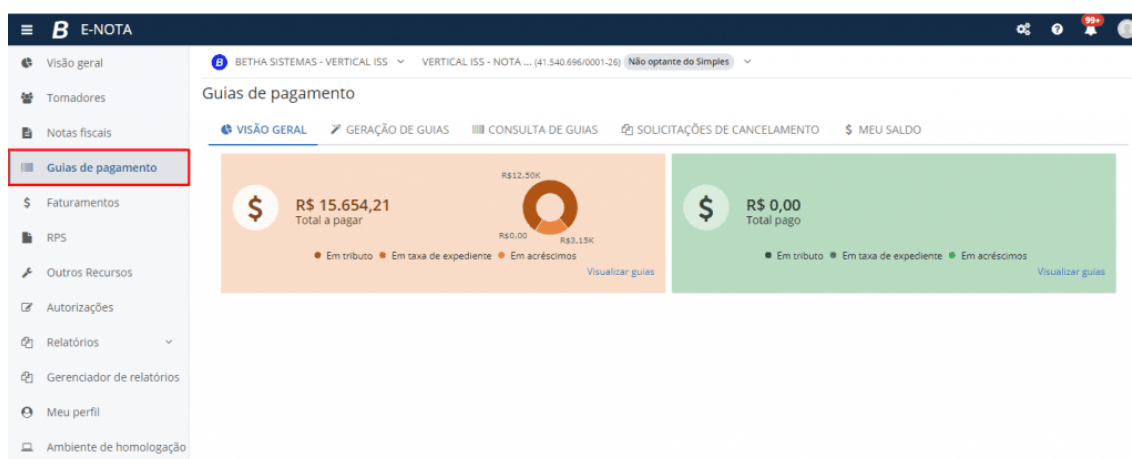 B E-NOTA
99+
Visão geral
Tomadores
Notas fiscais
Guias de pagamento
Faturamentos
RPS
Outros Recursos
Autorizações
Relatórios
Gerenciador de relatórios
Meu perfil
Ambiente de homologação
B BETHA SISTEMAS - VERTICAL ISS VERTICAL ISS - NOTA ... (41.540.696/0001-26) Não optante do Simples
Guias de pagamento
VISÃO GERAL GERAÇÃO DE GUIAS CONSULTA DE GUIAS SOLICITAÇÕES DE CANCELAMENTO $ MEU SALDO
$
R$ 15.654,21
Total a pagar
R$12.50K
R$0,00
R$3.15K
Em tributo Em taxa de expediente Em acréscimos
Visualizar guias
$
R$ 0,00
Total pago
Em tributo Em taxa de expediente Em acréscimos
Visualizar guias